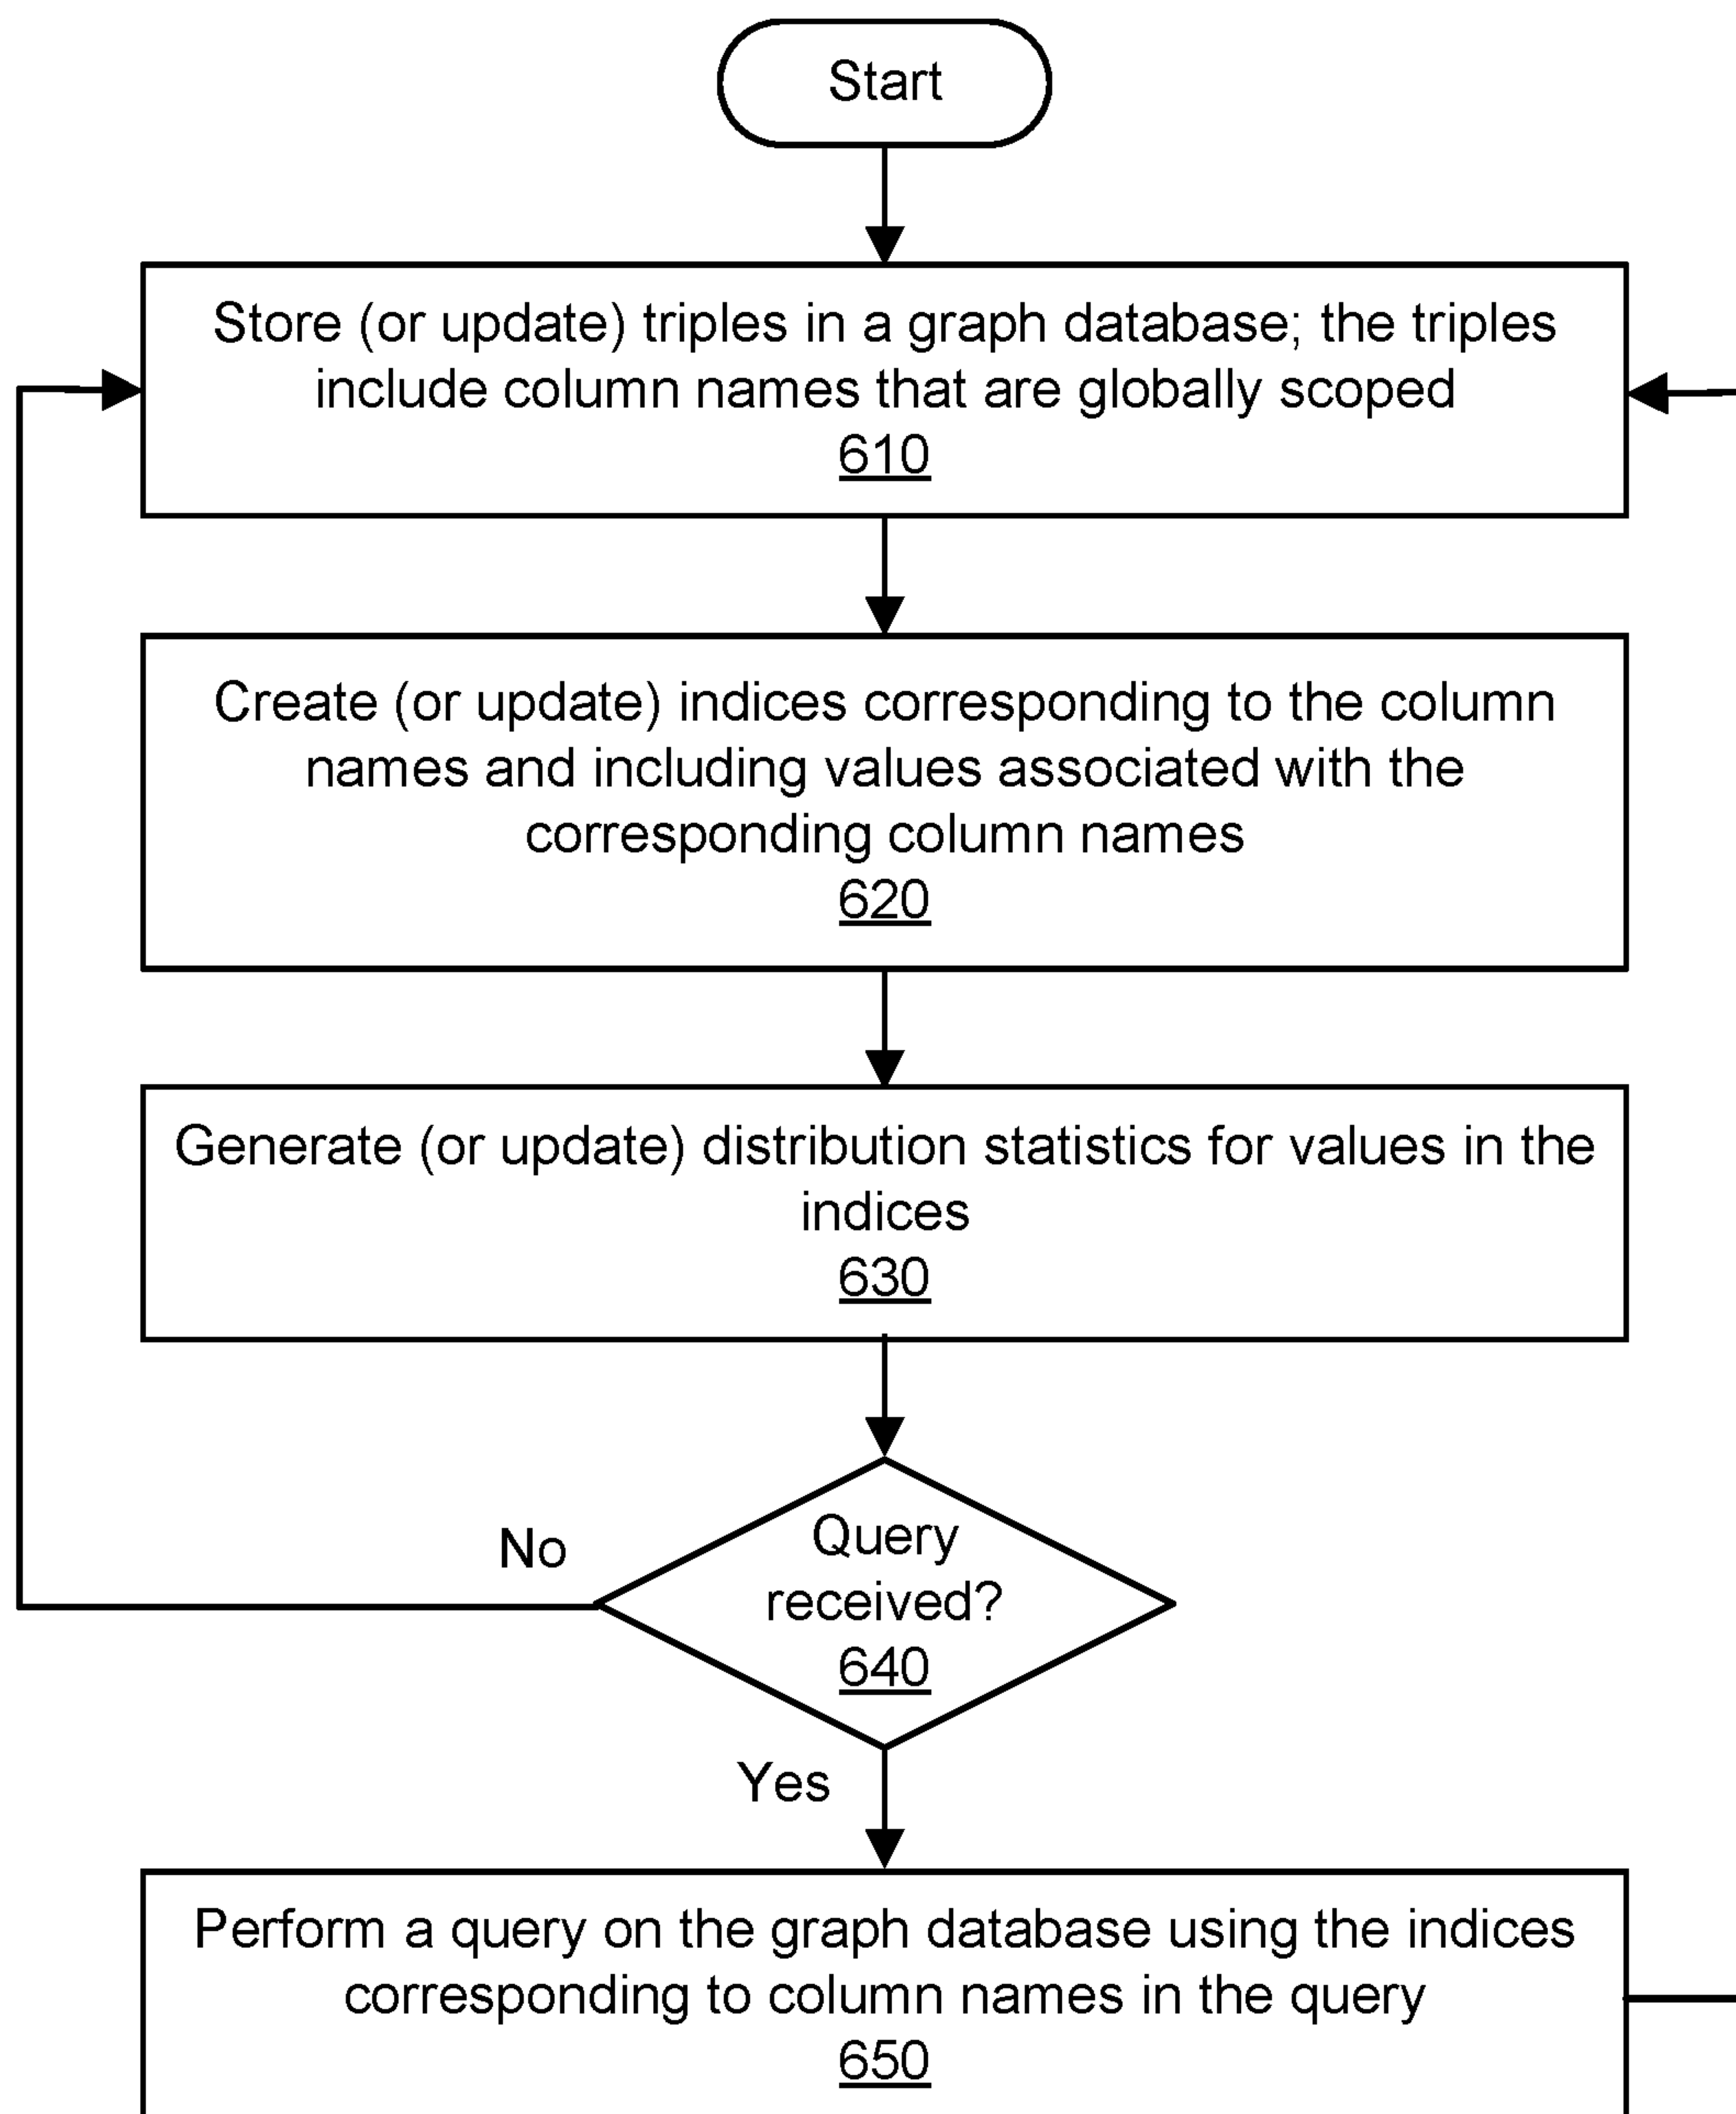 Start
Store (or update) triples in a graph database; the triples
include column names that are globally scoped
610
Create (or update) indices corresponding to the column
names and including values associated with the
corresponding column names
620
Generate (or update) distribution statistics for values in the
indices
630
No
Query
received?
640
Yes
Perform a query on the graph database using the indices
corresponding to column names in the query
650